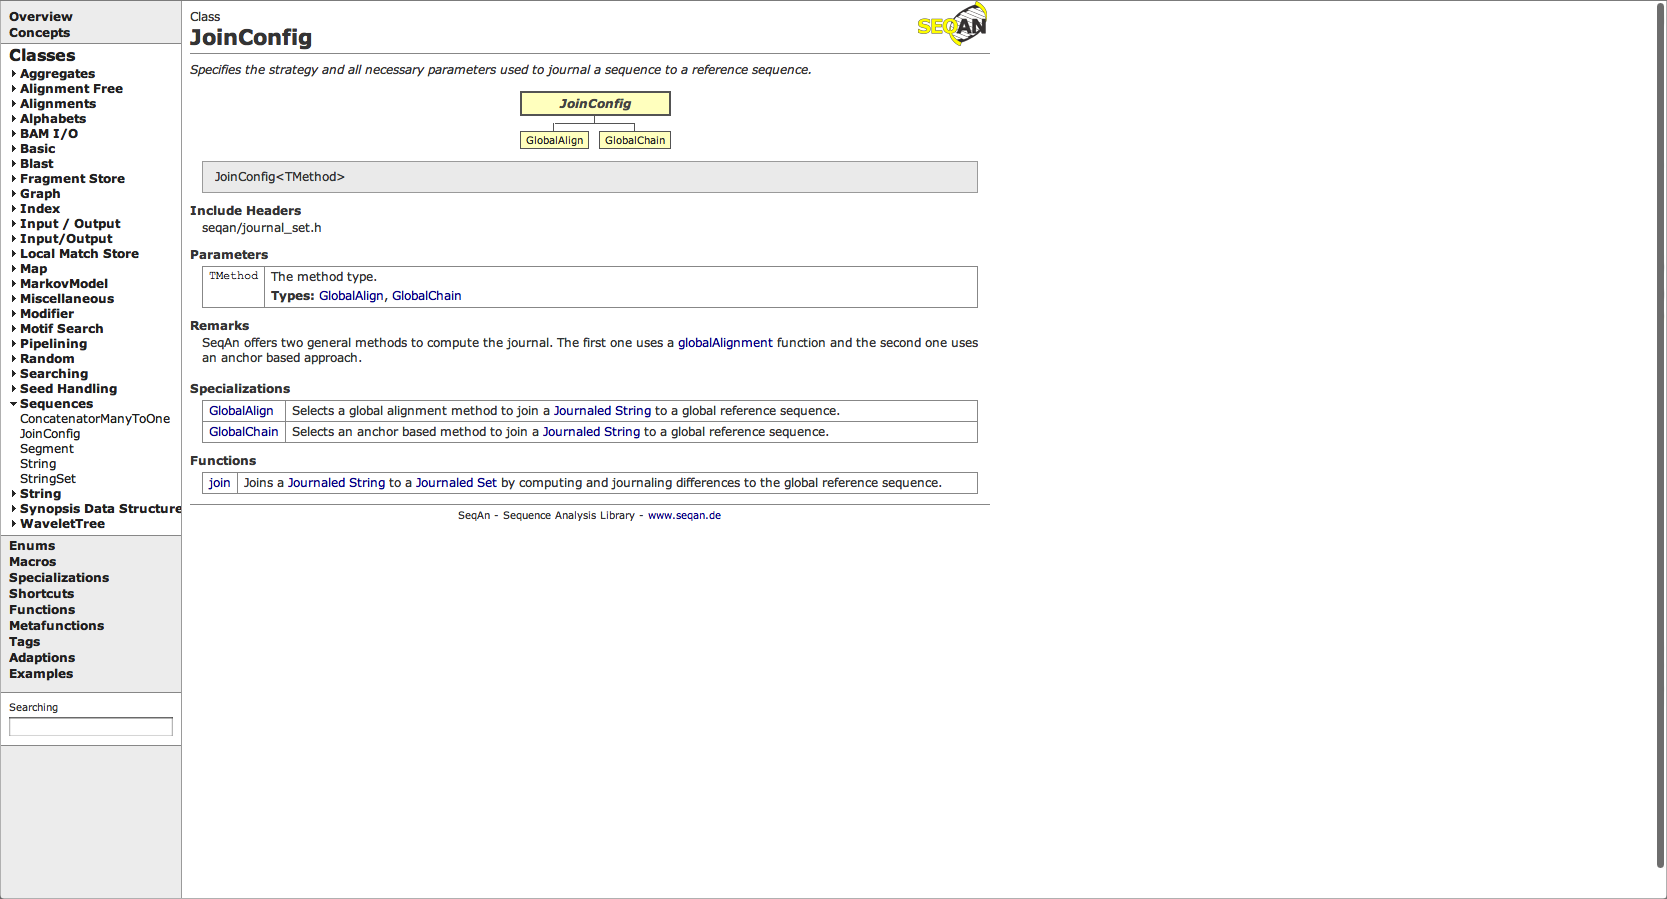 Overview
Concepts
Classes
Aggregates
Alignment Free
Alignments
Alphabets
BAM I/O
Basic
Blast
Fragment Store
Graph
Index
Input / Output
Input/Output
Local Match Store
Map
MarkovModel
Miscellaneous
Modifier
Motif Search
Pipelining
Random
Searching
Seed Handling
Sequences
ConcatenatorManyToOne
JoinConfig
Segment
String
StringSet
String
Synopsis Data Structure
WaveletTree
Enums
Macros
Specializations
Shortcuts
Functions
Metafunctions
Tags
Adaptions
Examples
Searching
Class
JoinConfig
SEQAN
Specifies the strategy and all necessary parameters used to journal a sequence to a reference sequence.
JoinConfig
GlobalAlign GlobalChain
JoinConfig<TMethod>
Include Headers
seqan/journal_set.h
Parameters
TMethod The method type.
Types: GlobalAlign, GlobalChain
Remarks
SeqAn offers two general methods to compute the journal. The first one uses a globalAlignment function and the second one uses
an anchor based approach.
Specializations
GlobalAlign Selects a global alignment method to join a Journaled String to a global reference sequence.
GlobalChain Selects an anchor based method to join a Journaled String to a global reference sequence.
Functions
join Joins a Journaled String to a Journaled Set by computing and journaling differences to the global reference sequence.
SeqAn - Sequence Analysis Library - www.seqan.de